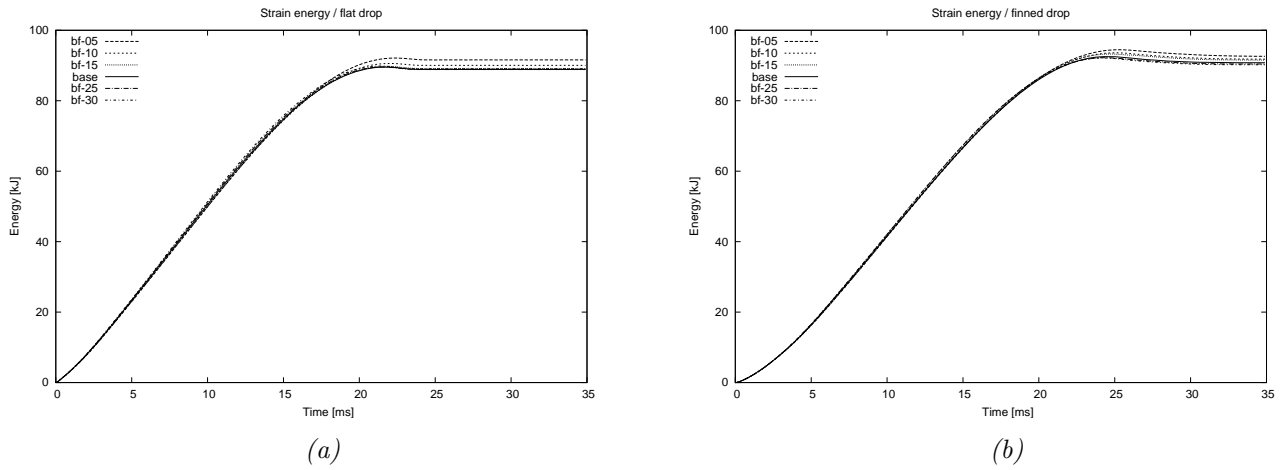 Strain energy / flat drop
100
80
60
40
20
0
Energy [kJ]
bf-05
bf-10
bf-15
base
bf-25
bf-30
0 5 10 15 20 25 30 35
Time [ms]
(a)
Strain energy / finned drop
100
80
60
40
20
0
Energy [kJ]
bf-05
bf-10
bf-15
base
bf-25
bf-30
0 5 10 15 20 25 30 35
Time [ms]
(b)